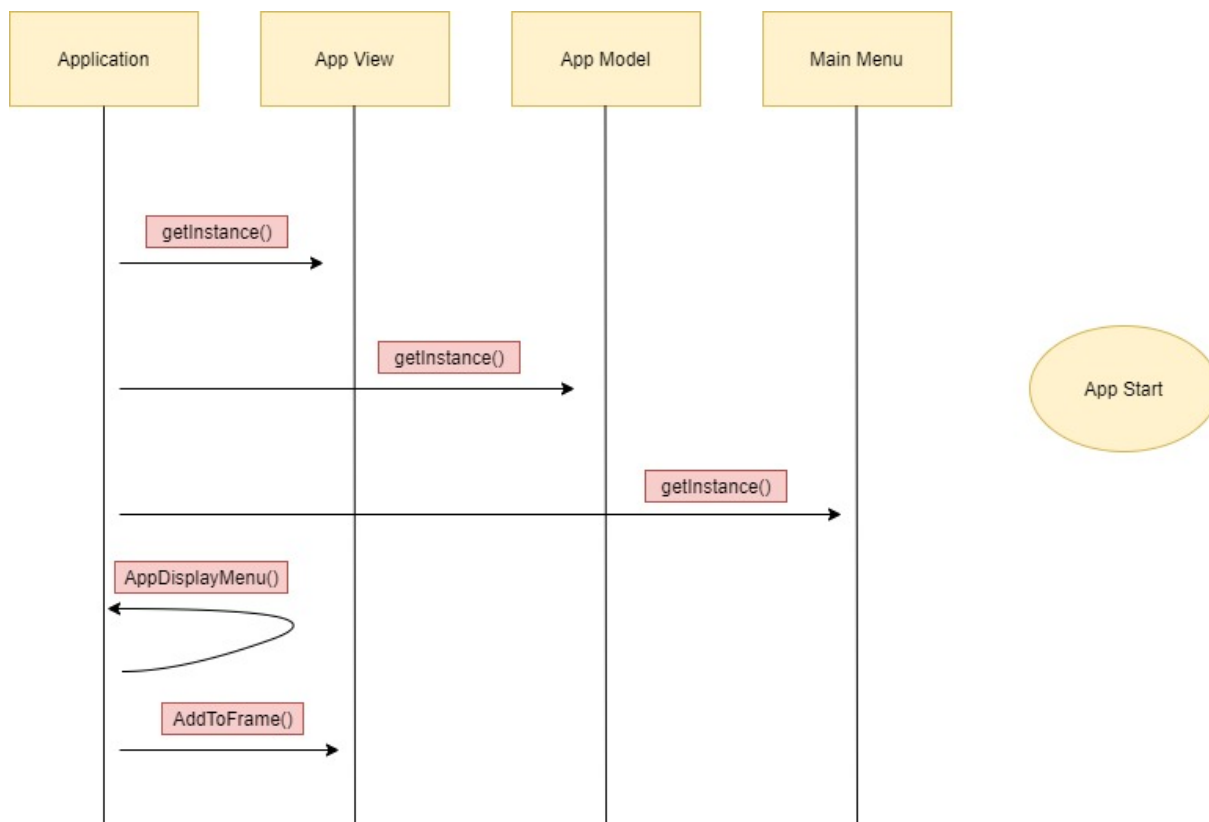 Application
App View
App Model
Main Menu
getInstance()
getInstance()
App Start
getInstance()
AppDisplayMenu()
AddToFrame()